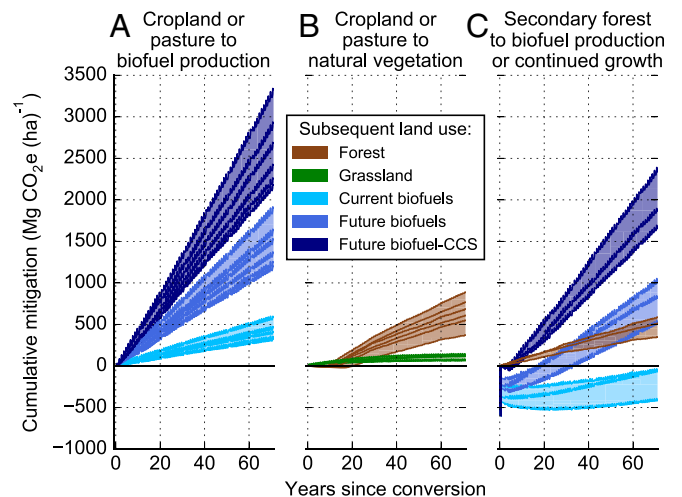 A Cropland or
pasture to
biofuel production
B Cropland or
pasture to
natural vegetation
C Secondary forest
to biofuel production
or continued growth
Cumulative mitigation (Mg CO₂e (ha)⁻¹)
3500
3000
2500
2000
1500
1000
500
0
−500
−1000
Subsequent land use:
Forest
Grassland
Current biofuels
Future biofuels
Future biofuel-CCS
0 20 40 60
0 20 40 60
0 20 40 60
Years since conversion